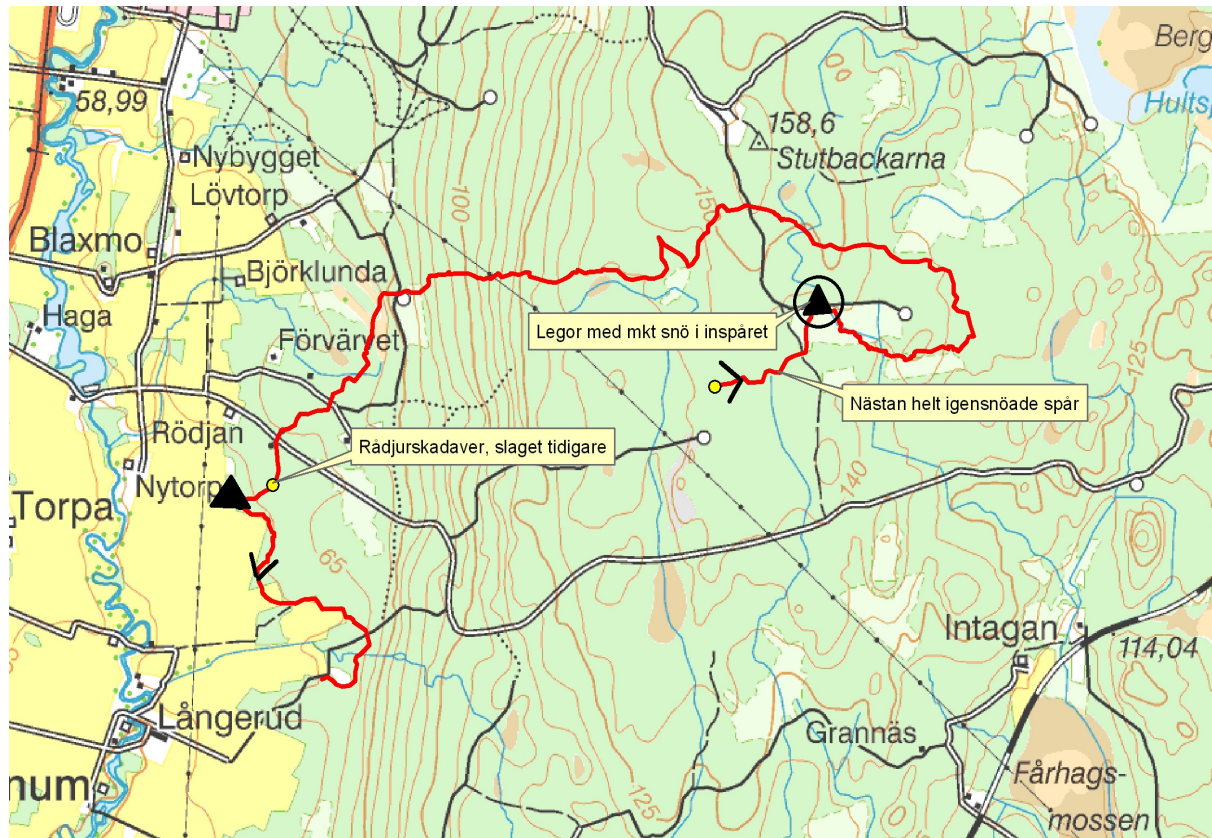 Berg
58,99
Hults
158,6
Stutbackarna
Nybygget
Lövtorp
100
150
Blaxmo
Björklunda
Haga
Förvärvet
Legor med mkt snö i inspåret
125
Nästan helt igensnöade spår
Rödjan
Rådjurskadaver, slaget tidigare
140
Nytorp
Torpa
65
Intagan
114,04
Långerud
Grannäs
num
125
Fårhags-
mossen